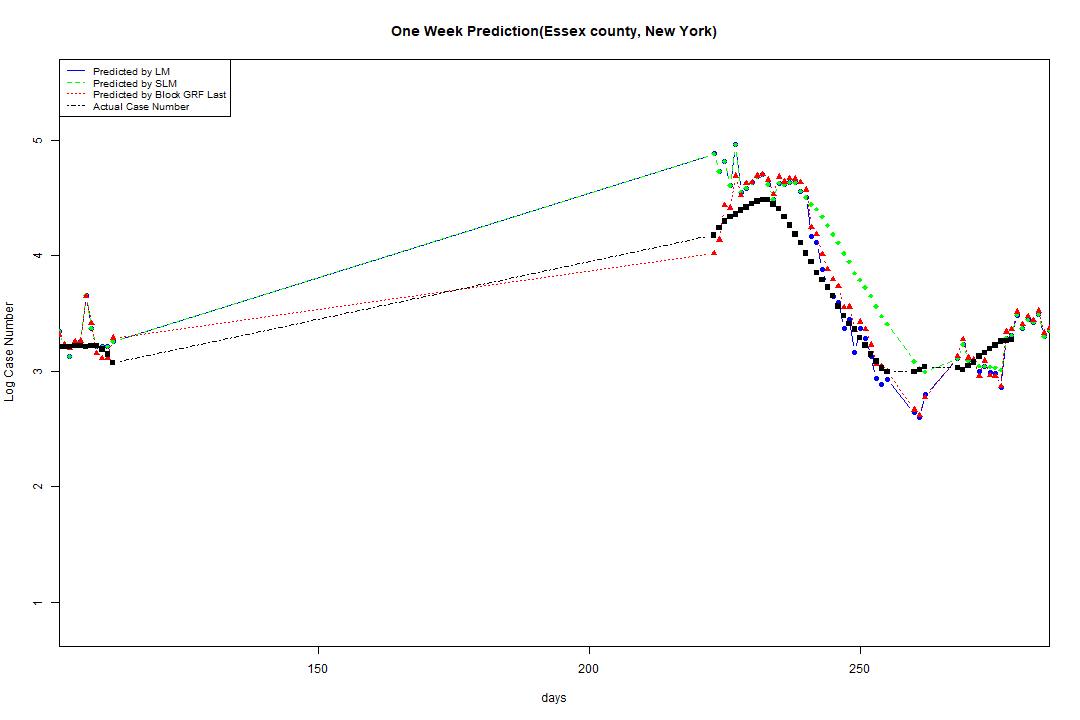 One Week Prediction(Essex county, New York)
Predicted by LM
Predicted by SLM
Predicted by Block GRF Last
Actual Case Number
5
4
3
2
1
Log Case Number
150 200 250
days